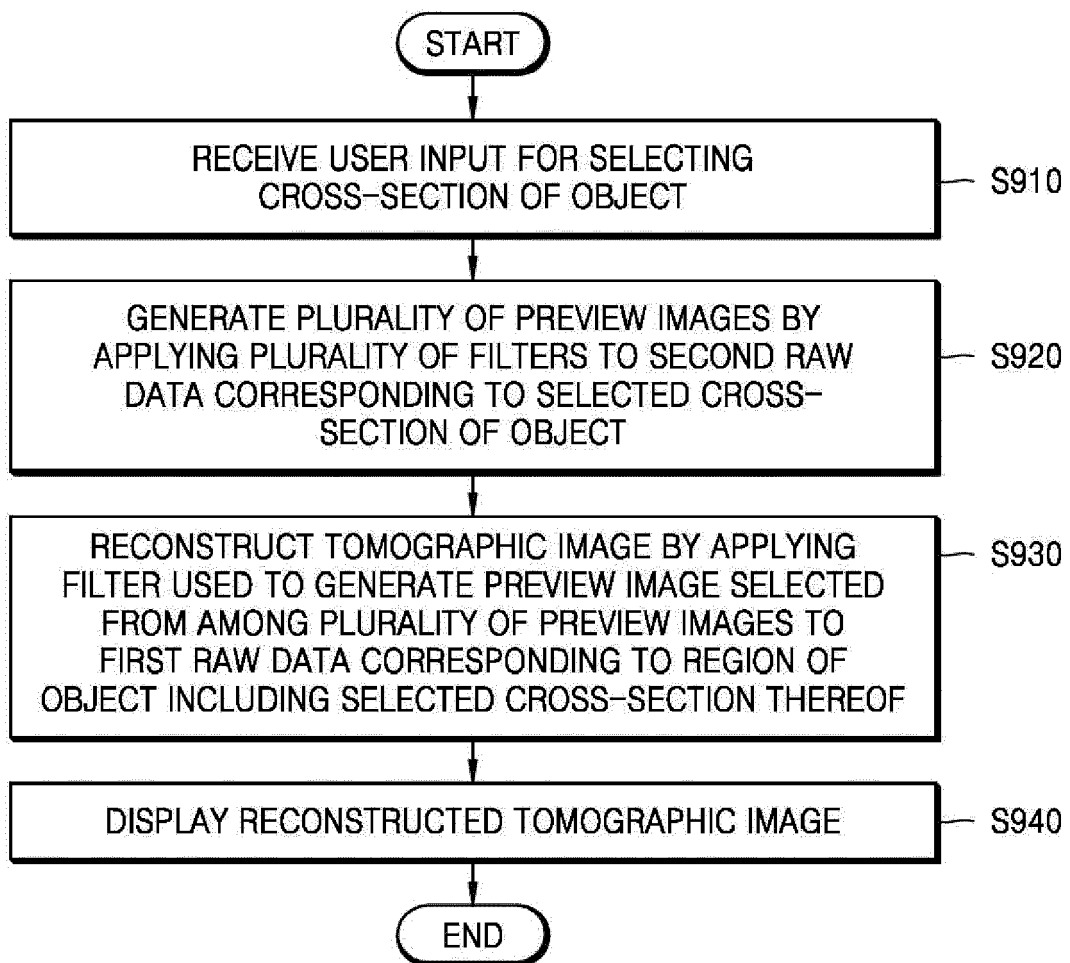 START
RECEIVE USER INPUT FOR SELECTING
CROSS-SECTION OF OBJECT
S910
GENERATE PLURALITY OF PREVIEW IMAGES BY
APPLYING PLURALITY OF FILTERS TO SECOND RAW
DATA CORRESPONDING TO SELECTED CROSS-
SECTION OF OBJECT
S920
RECONSTRUCT TOMOGRAPHIC IMAGE BY APPLYING
FILTER USED TO GENERATE PREVIEW IMAGE SELECTED
FROM AMONG PLURALITY OF PREVIEW IMAGES TO
FIRST RAW DATA CORRESPONDING TO REGION OF
OBJECT INCLUDING SELECTED CROSS-SECTION THEREOF
S930
DISPLAY RECONSTRUCTED TOMOGRAPHIC IMAGE
S940
END